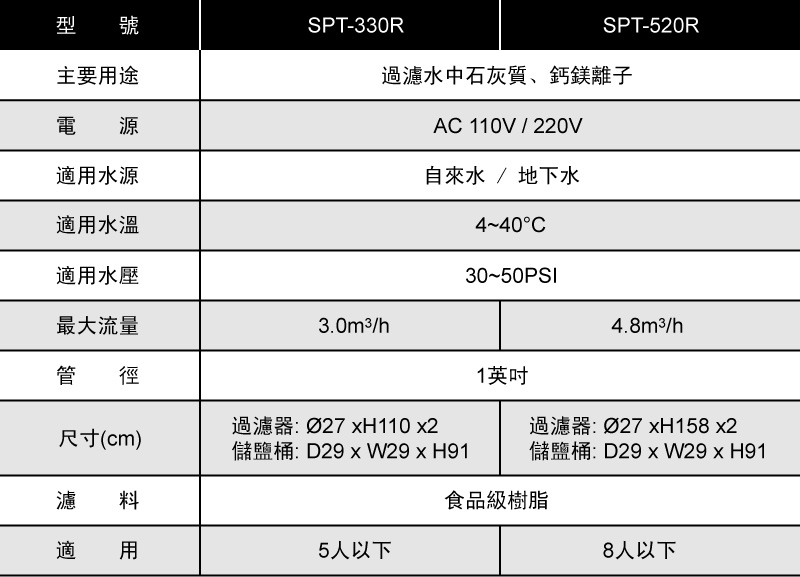 型 號 SPT-330R SPT-520R
主要用途 過濾水中石灰質、鈣鎂離子
電 源 AC 110V / 220V
適用水源 自來水 / 地下水
適用水溫 4~40°C
適用水壓 30~50PSI
最大流量 3.0m³/h 4.8m³/h
管 徑 1英吋
尺寸(cm) 過濾器: Ø27 xH110 x2 過濾器: Ø27 xH158 x2
儲鹽桶: D29 x W29 x H91 儲鹽桶: D29 x W29 x H91
濾 料 食品級樹脂
適 用 5人以下 8人以下